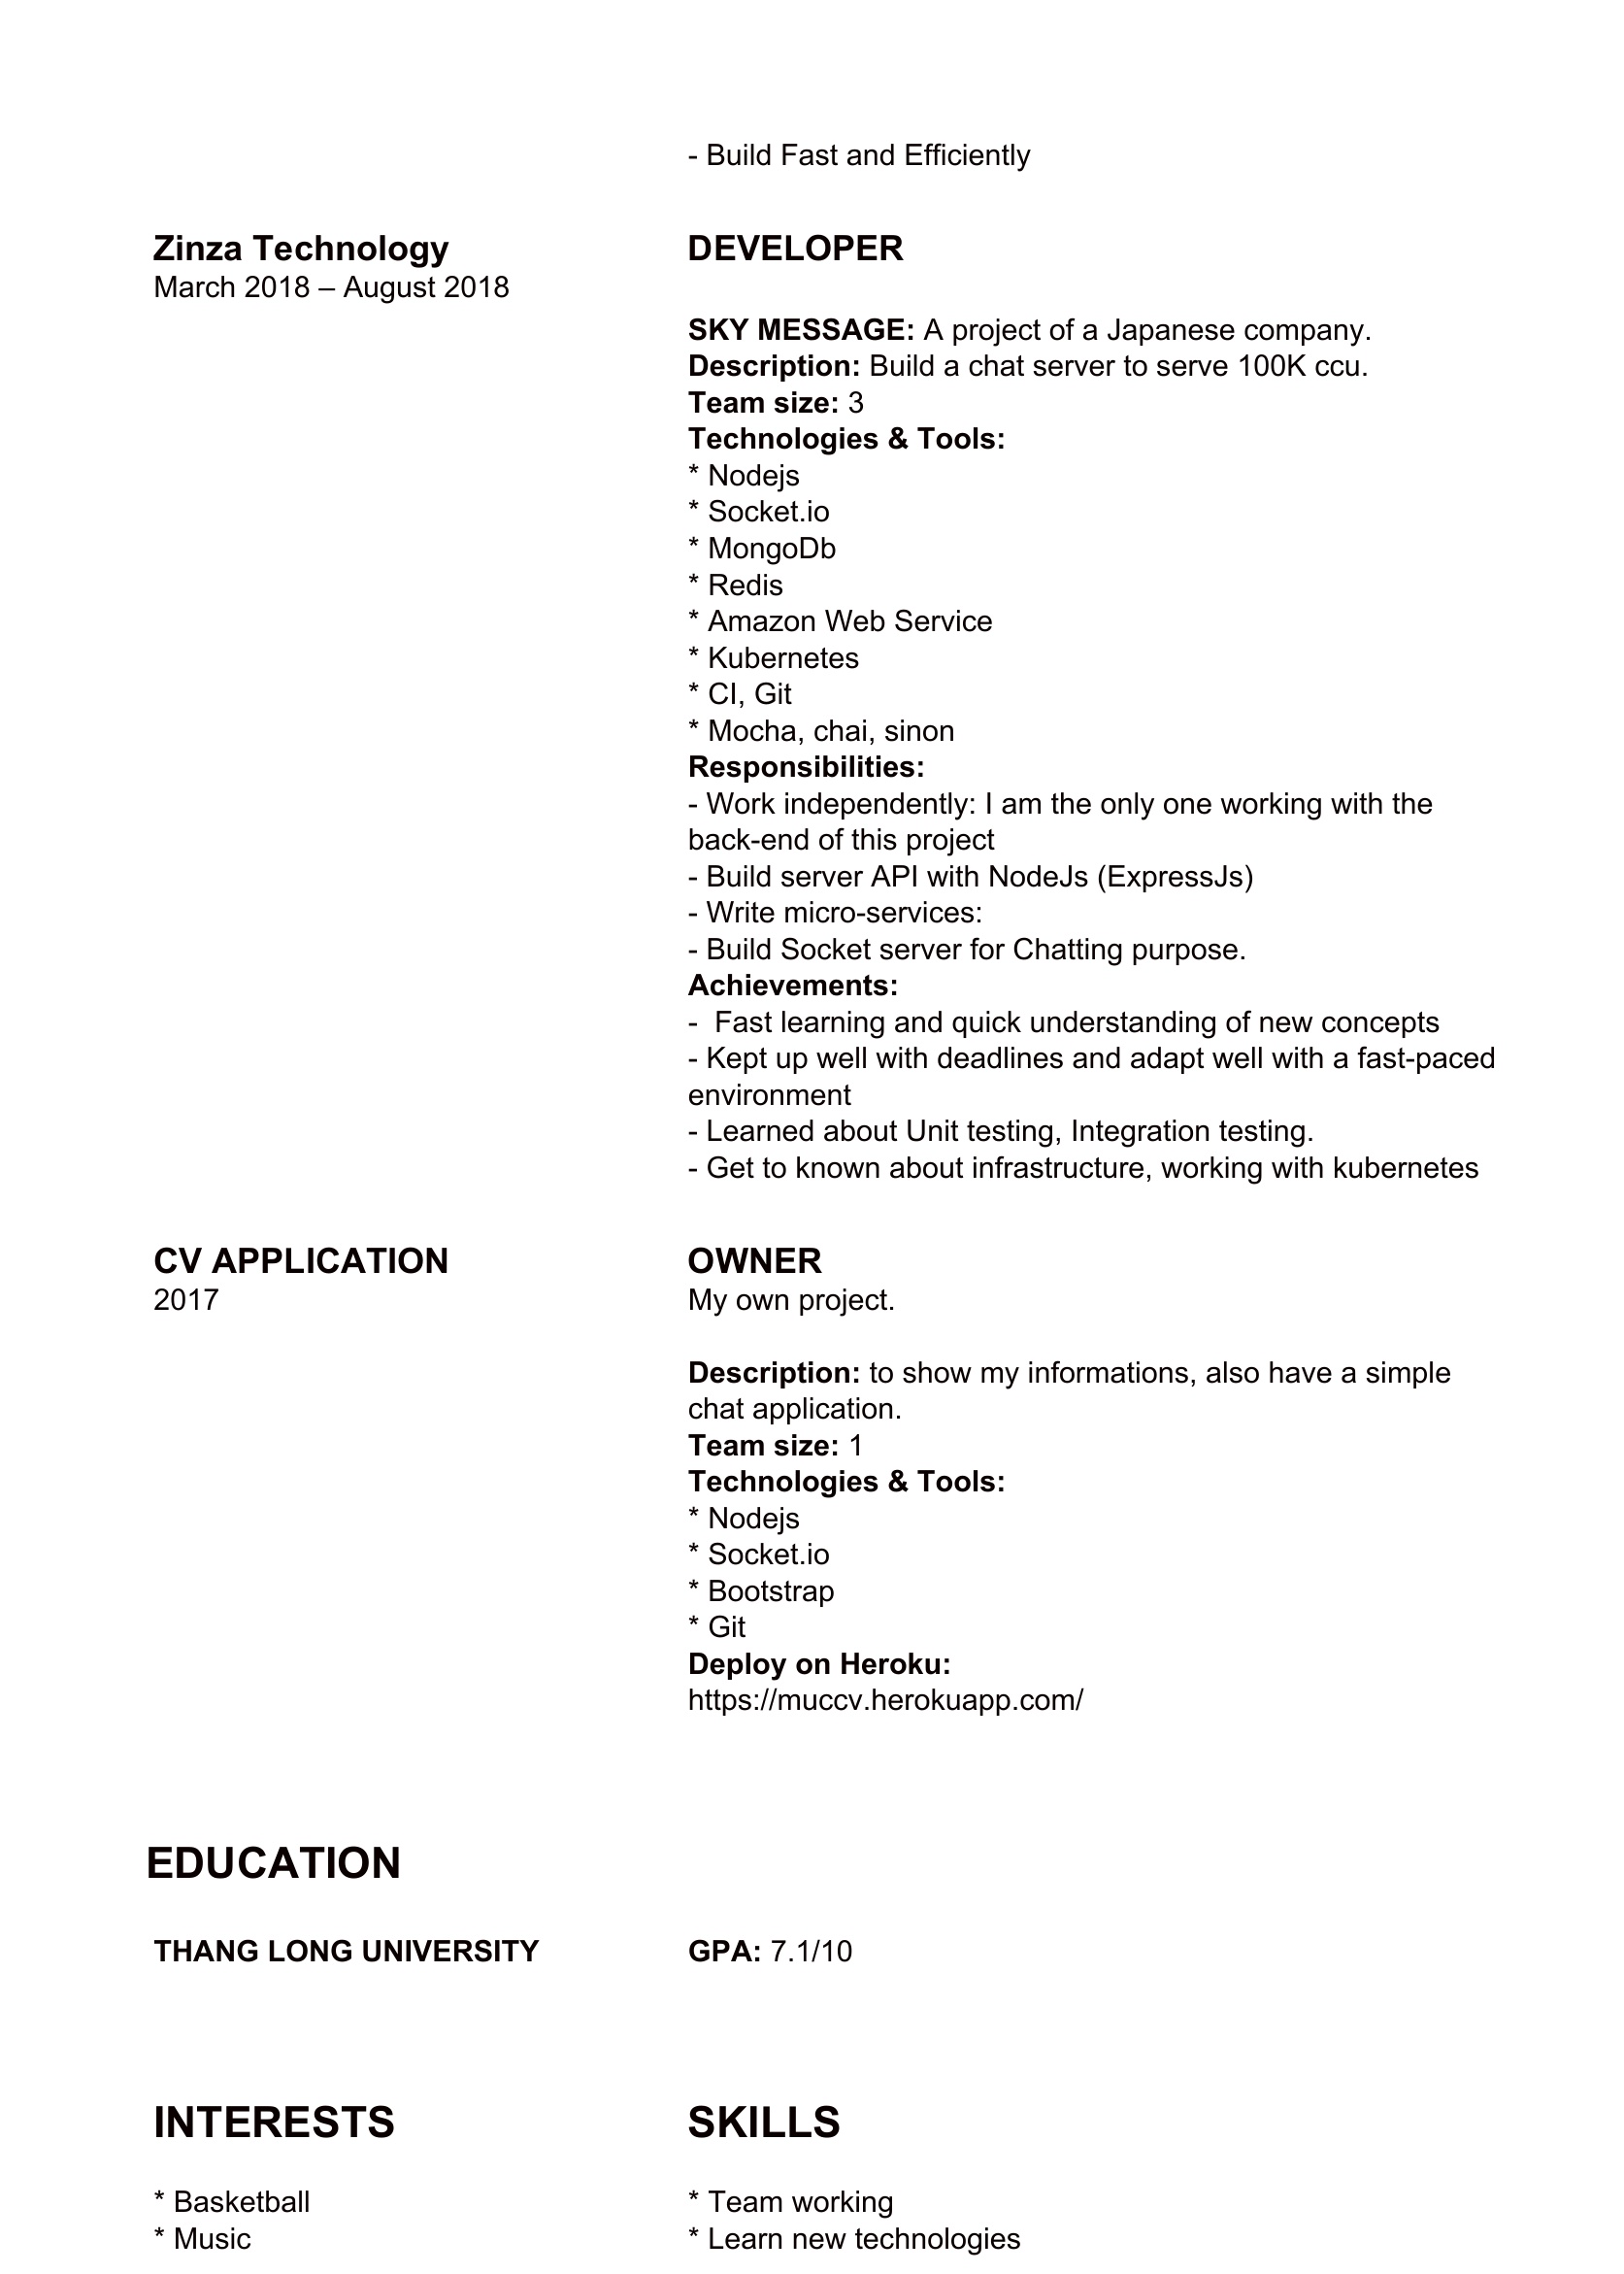 - Build Fast and Efficiently
Zinza Technology
March 2018 – August 2018
DEVELOPER
SKY MESSAGE: A project of a Japanese company.
Description: Build a chat server to serve 100K ccu.
Team size: 3
Technologies & Tools:
* Nodejs
* Socket.io
* MongoDb
* Redis
* Amazon Web Service
* Kubernetes
* CI, Git
* Mocha, chai, sinon
Responsibilities:
- Work independently: I am the only one working with the
back-end of this project
- Build server API with NodeJs (ExpressJs)
- Write micro-services:
- Build Socket server for Chatting purpose.
Achievements:
-  Fast learning and quick understanding of new concepts
- Kept up well with deadlines and adapt well with a fast-paced
environment
- Learned about Unit testing, Integration testing.
- Get to known about infrastructure, working with kubernetes
CV APPLICATION
2017
OWNER
My own project.
Description: to show my informations, also have a simple
chat application.
Team size: 1
Technologies & Tools:
* Nodejs
* Socket.io
* Bootstrap
* Git
Deploy on Heroku:
https://muccv.herokuapp.com/
EDUCATION
THANG LONG UNIVERSITY
GPA: 7.1/10
INTERESTS
* Basketball
* Music
SKILLS
* Team working
* Learn new technologies